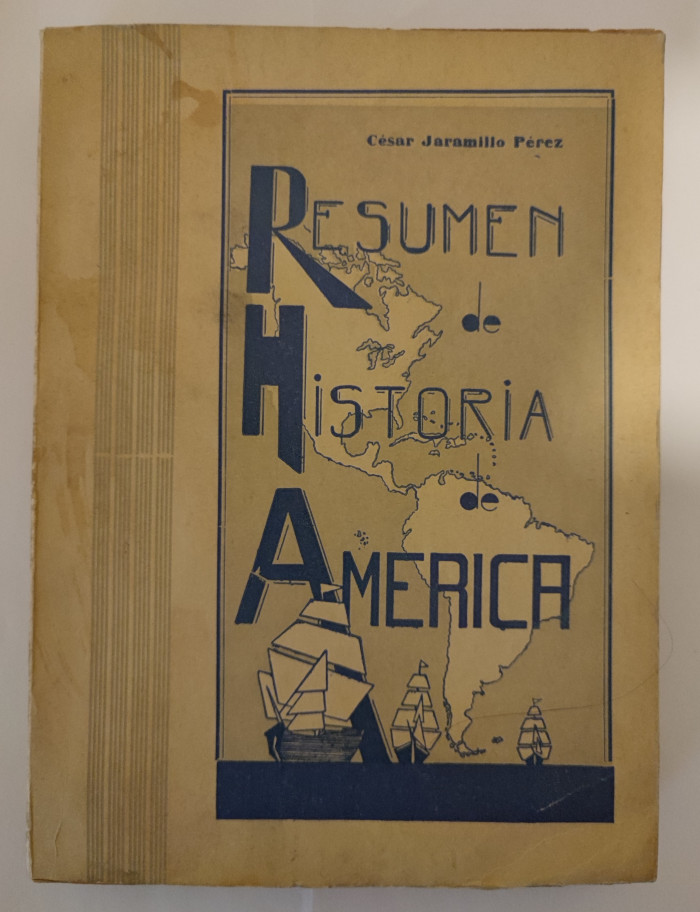 César Jaramillo Pérez
RESUMEN
de
HiSTORiA
de
AMERICA